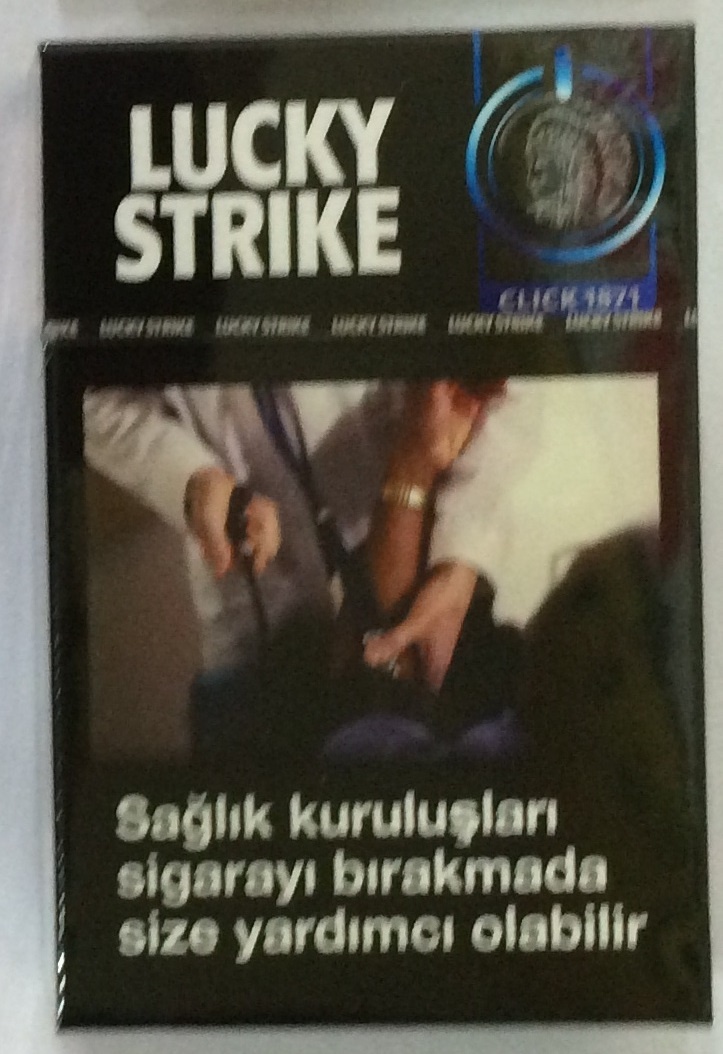 LUCKY
STRIKE
CLICK 1871
LUCKY STRIKE LUCKY STRIKE LUCKY STRIKE LUCKY STRIKE LUCKY STRIKE
Sağlık kuruluşları
sigarayı bırakmada
size yardımcı olabilir